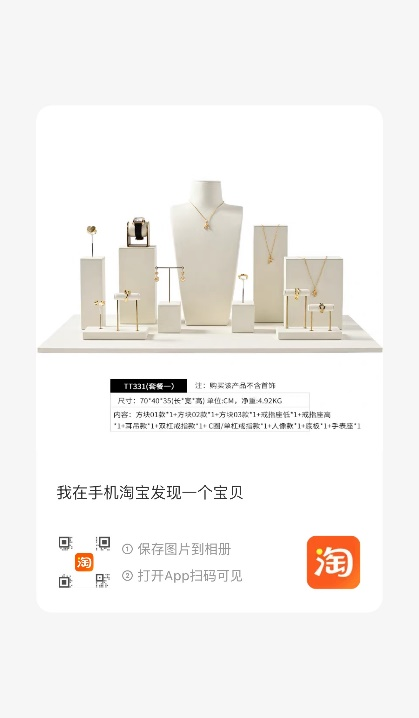 TT331(套餐一)
注：购买该产品不含首饰
尺寸：70*40*35(长*宽*高) 单位:CM，净重:4.92KG
内容：方块01款*1+方块02款*1+方块03款*1+戒指座低*1+戒指座高
*1+耳吊款*1+双杠戒指款*1+ C圈/单杠戒指款*1+人像款*1+底板*1+手表座*1
我在手机淘宝发现一个宝贝
① 保存图片到相册
② 打开App扫码可见
淘
淘